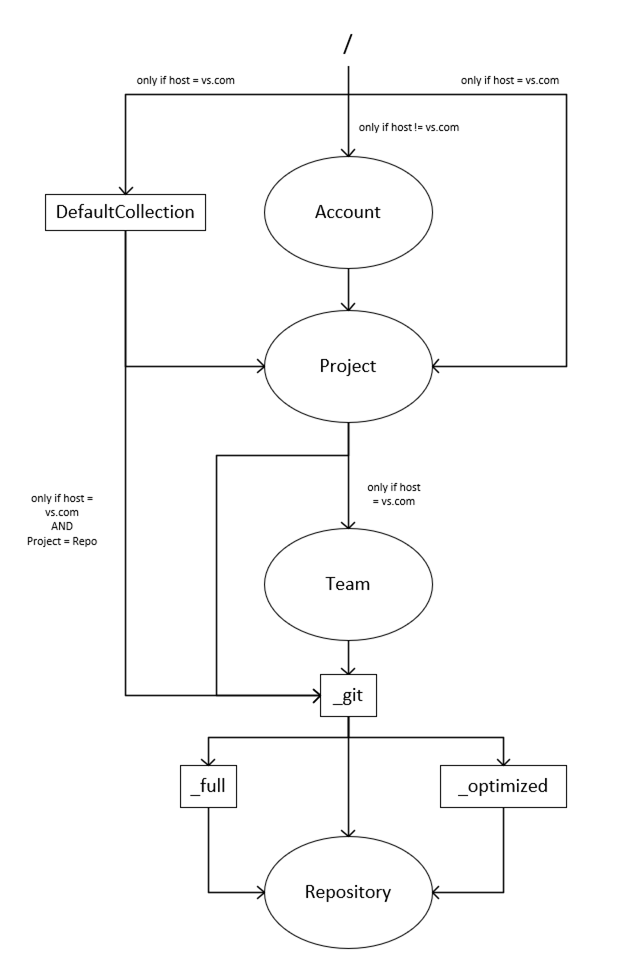 /
only if host = vs.com
only if host = vs.com
only if host != vs.com
DefaultCollection
Account
Project
only if host
= vs.com
only if host =
vs.com
AND
Project = Repo
Team
_git
_full
_optimized
Repository